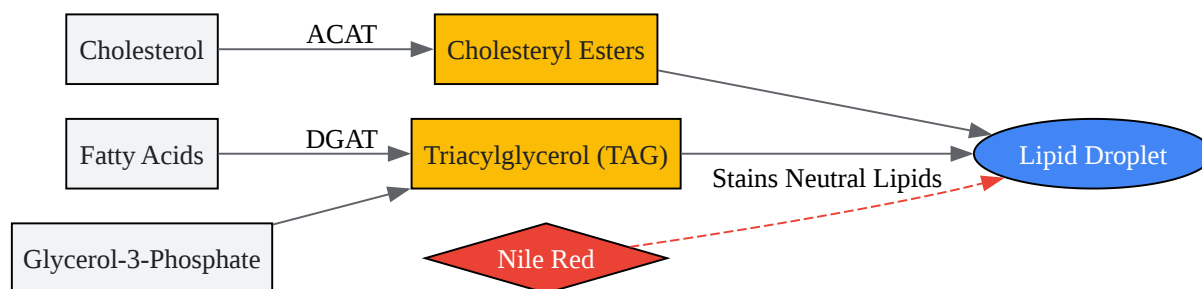 Cholesterol
ACAT
Cholesteryl Esters
Fatty Acids
DGAT
Triacylglycerol (TAG)
Lipid Droplet
Stains Neutral Lipids
Glycerol-3-Phosphate
Nile Red